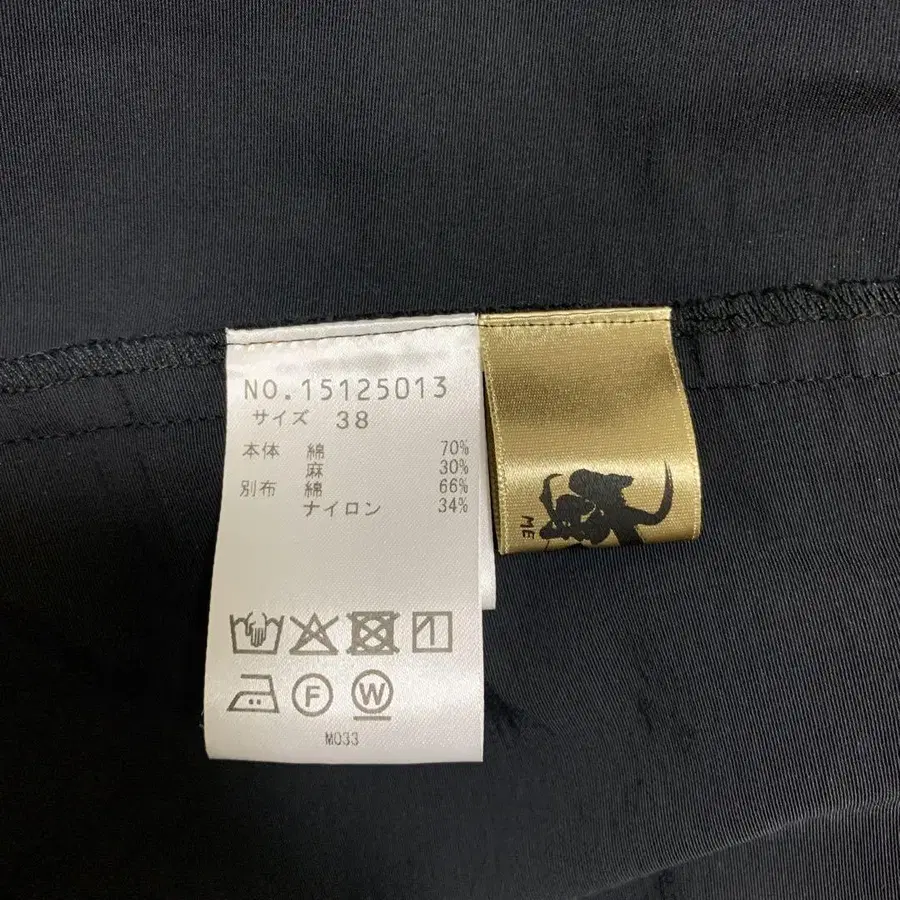 NO.15125013
サイズ 38
本体 綿 70%
麻 30%
別布 綿 66%
ナイロン 34%
F W
M033
ME